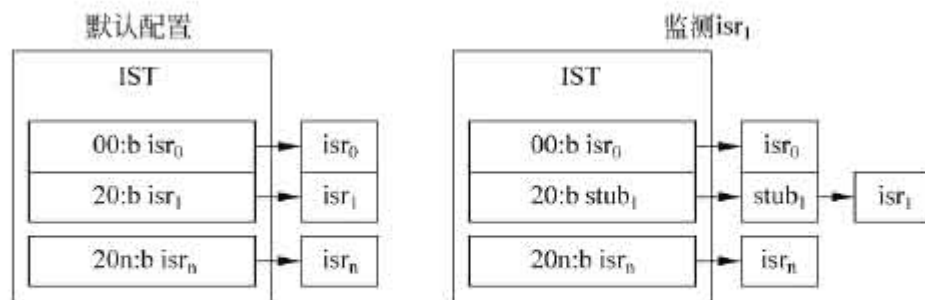 默认配置
IST
00:b isr₀
isr₀
20:b isr₁
isr₁
20n:b isrₙ
isrₙ
监测isr₁
IST
00:b isr₀
isr₀
20:b stub₁
stub₁
isr₁
20n:b isrₙ
isrₙ